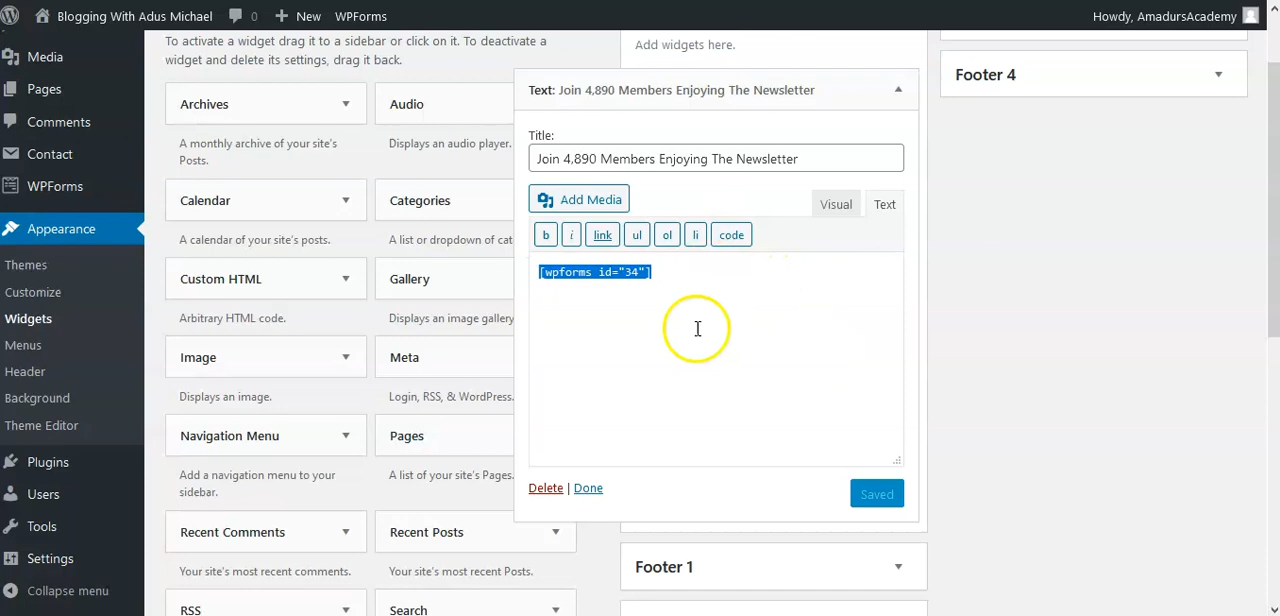 Blogging With Adus Michael
0
New
WPForms
Howdy, AmadursAcademy
Media
Pages
Comments
Contact
WPForms
Appearance
Themes
Customize
Widgets
Menus
Header
Background
Theme Editor
Plugins
Users
Tools
Settings
Collapse menu
To activate a widget drag it to a sidebar or click on it. To deactivate a
widget and delete its settings, drag it back.
Archives
A monthly archive of your site's
Posts.
Audio
Displays an audio player.
Calendar
A calendar of your site's posts.
Categories
A list or dropdown of cat
Custom HTML
Arbitrary HTML code.
Gallery
Displays an image gallery
Image
Displays an image.
Meta
Login, RSS, & WordPress.
Navigation Menu
Add a navigation menu to your
sidebar.
Pages
A list of your site's Pages.
Recent Comments
Your site's most recent comments.
Recent Posts
Your site's most recent Posts.
RSS
Search
Add widgets here.
Text: Join 4,890 Members Enjoying The Newsletter
Title:
Join 4,890 Members Enjoying The Newsletter
Add Media
Visual
Text
b
i
link
ul
ol
li
code
[wpforms id="34"]
Delete | Done
Saved
Footer 1
Footer 4